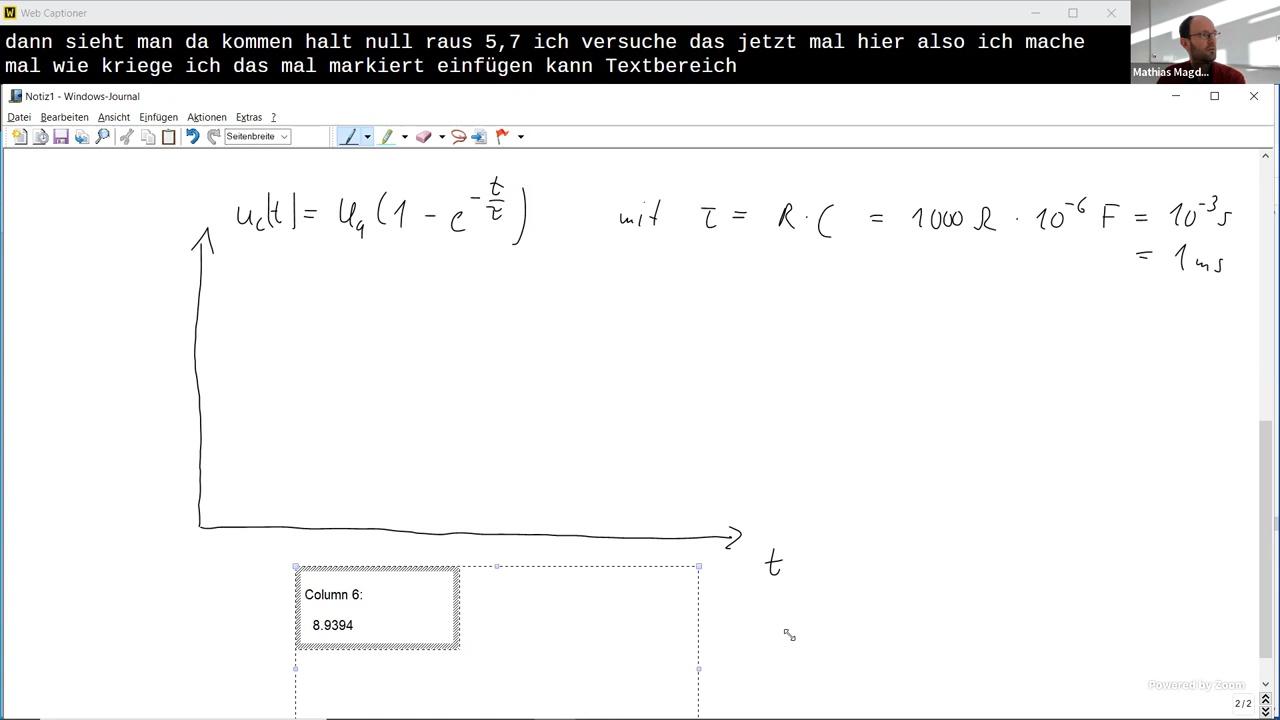 Web Captioner
dann sieht man da kommen halt null raus 5,7 ich versuche das jetzt mal hier also ich mache
mal wie kriege ich das mal markiert einfügen kann Textbereich
Mathias Magd...
Notiz1 - Windows-Journal
Datei Bearbeiten Ansicht Einfügen Aktionen Extras ?
Seitenbreite
u_c(t) = U_q (1 - e^{-t/τ}) mit τ = R · C = 1000 Ω · 10^{-6} F = 10^{-3} s
= 1 ms
t
Column 6:
8.9394
Powered by Zoom
2 / 2